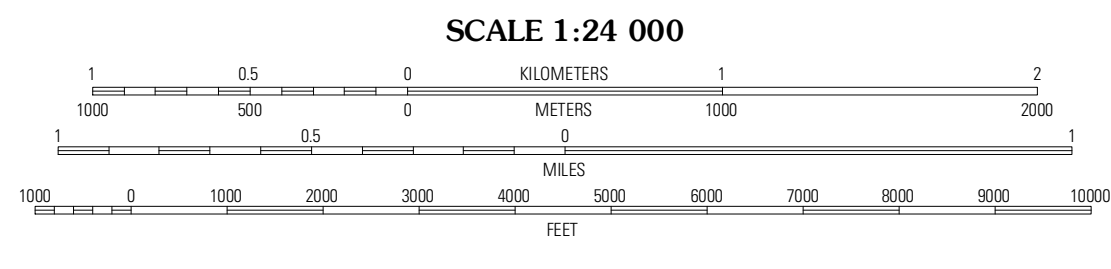 SCALE 1:24 000
1 0.5 0 KILOMETERS 1 2
1000 500 0 METERS 1000 2000
1 0.5 0 1
MILES
1000 0 1000 2000 3000 4000 5000 6000 7000 8000 9000 10000
FEET